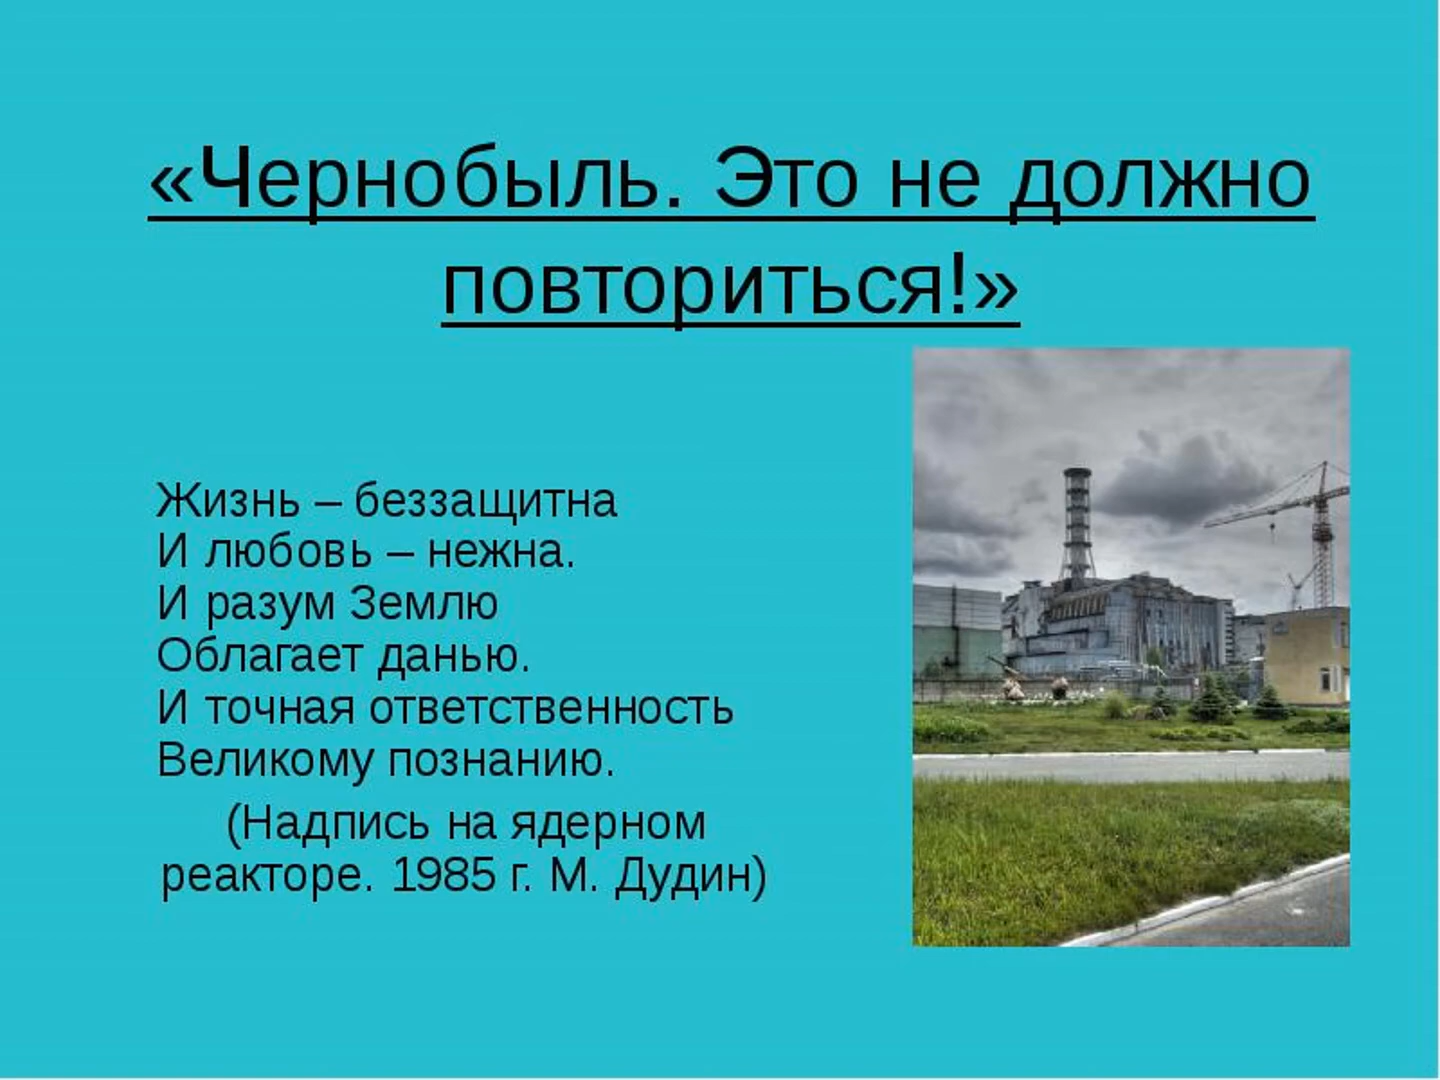 «Чернобыль. Это не должно
повториться!»
Жизнь – беззащитна
И любовь – нежна.
И разум Землю
Облагает данью.
И точная ответственность
Великому познанию.
(Надпись на ядерном
реакторе. 1985 г. М. Дудин)